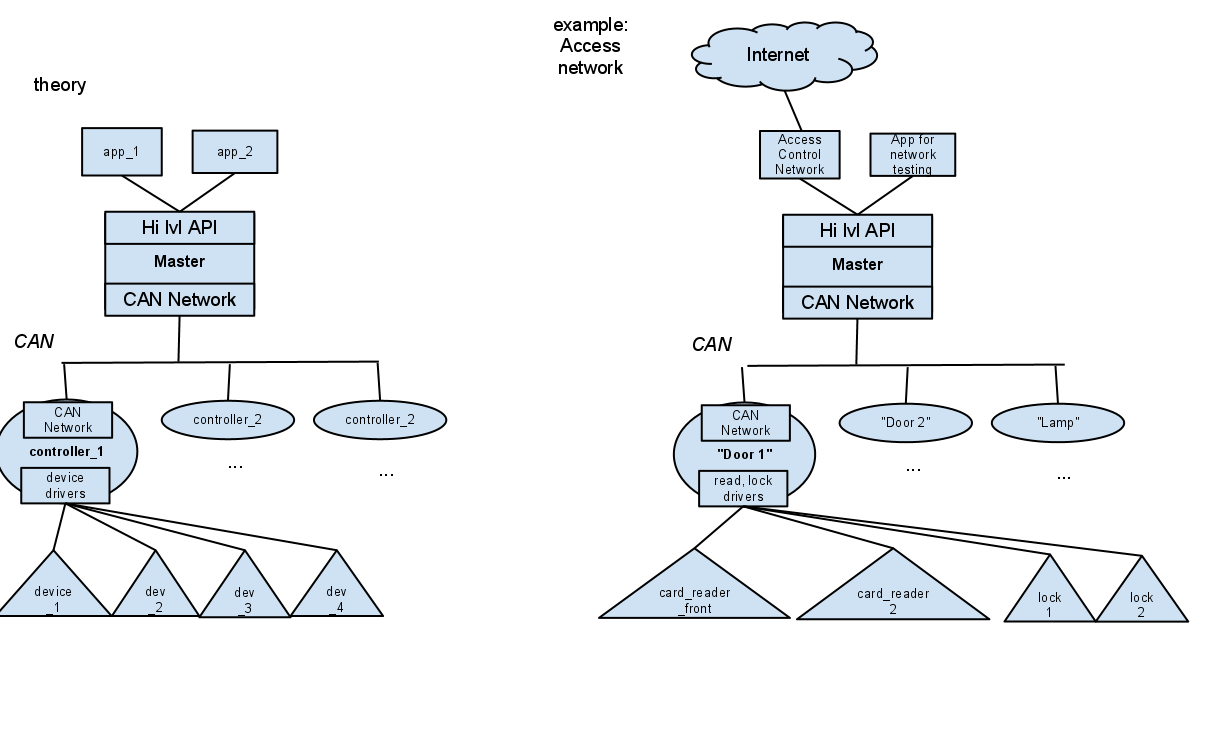 theory
app_1
app_2
Hi lvl API
Master
CAN Network
CAN
CAN
Network
controller_1
device
drivers
controller_2
...
controller_2
...
device
_1
dev
_2
dev
_3
dev
_4
example:
Access
network
Internet
Access
Control
Network
App for
network
testing
Hi lvl API
Master
CAN Network
CAN
CAN
Network
"Door 1"
read, lock
drivers
"Door 2"
...
"Lamp"
...
card_reader
_front
card_reader
2
lock
1
lock
2